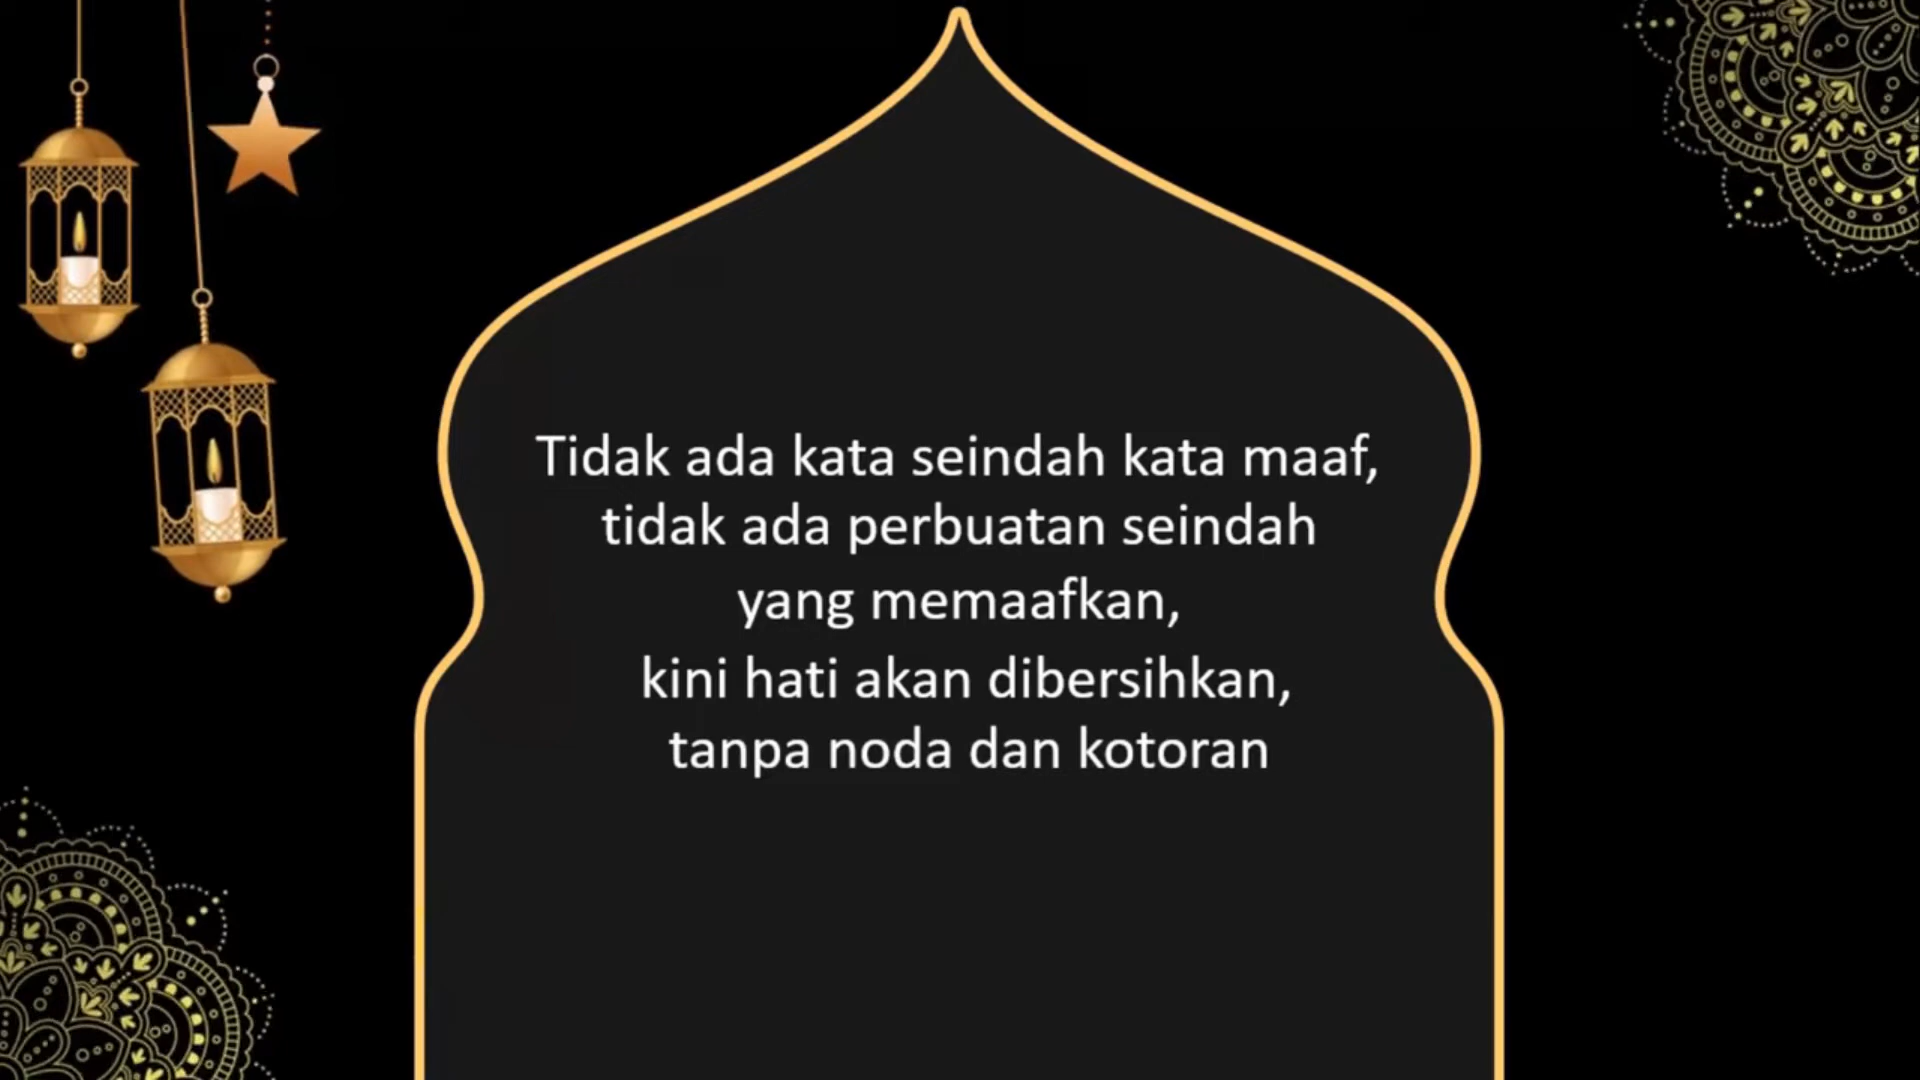 Tidak ada kata seindah kata maaf,
tidak ada perbuatan seindah
yang memaafkan,
kini hati akan dibersihkan,
tanpa noda dan kotoran